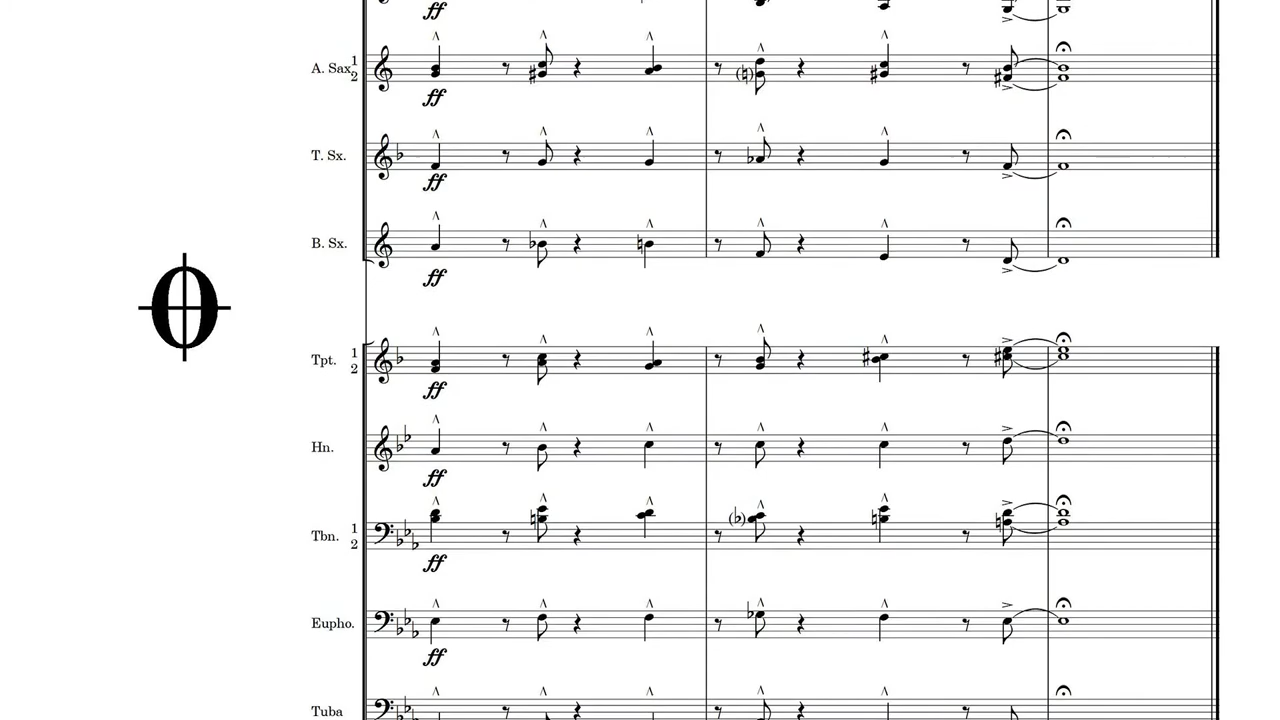 ff
A. Sax. 1
2
ff
T. Sx.
ff
B. Sx.
ff
Tpt. 1
2
ff
Hn.
ff
Tbn. 1
2
ff
Eupho.
ff
Tuba